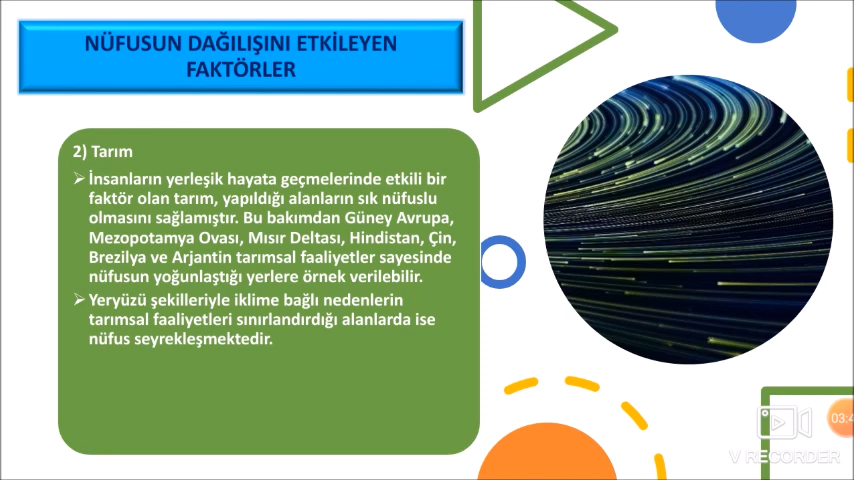 NÜFUSUN DAĞILIŞINI ETKİLEYEN
FAKTÖRLER
2) Tarım
➢ İnsanların yerleşik hayata geçmelerinde etkili bir
faktör olan tarım, yapıldığı alanların sık nüfuslu
olmasını sağlamıştır. Bu bakımdan Güney Avrupa,
Mezopotamya Ovası, Mısır Deltası, Hindistan, Çin,
Brezilya ve Arjantin tarımsal faaliyetler sayesinde
nüfusun yoğunlaştığı yerlere örnek verilebilir.
➢ Yeryüzü şekilleriyle iklime bağlı nedenlerin
tarımsal faaliyetleri sınırlandırdığı alanlarda ise
nüfus seyrekleşmektedir.
V RECORDER